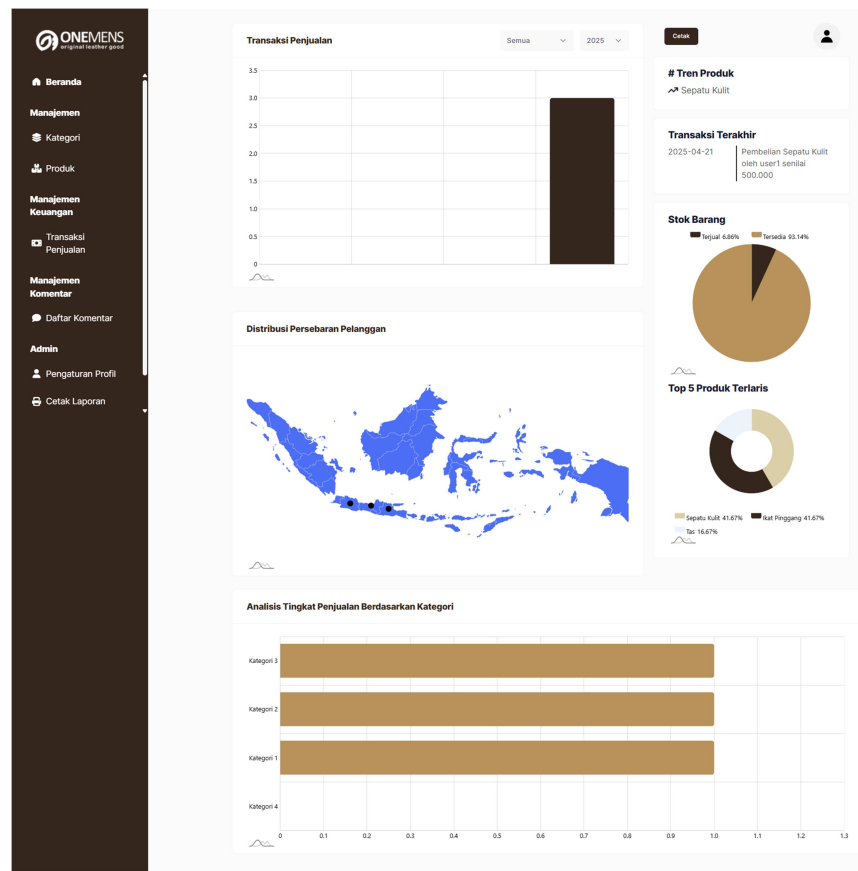 ONEMENS
original leather good
Beranda
Manajemen
Kategori
Produk
Manajemen
Keuangan
Transaksi
Penjualan
Manajemen
Komentar
Daftar Komentar
Admin
Pengaturan Profil
Cetak Laporan
Transaksi Penjualan
Semua
2025
3.5
3.0
2.5
2.0
1.5
1.0
0.5
0
Distribusi Persebaran Pelanggan
Cetak
# Tren Produk
Sepatu Kulit
Transaksi Terakhir
2025-04-21
Pembelian Sepatu Kulit
oleh user1 senilai
500.000
Stok Barang
Terjual 6.86% Tersedia 93.14%
Top 5 Produk Terlaris
Sepatu Kulit 41.67% Ikat Pinggang 41.67%
Tas 16.67%
Analisis Tingkat Penjualan Berdasarkan Kategori
Kategori 3
Kategori 2
Kategori 1
Kategori 4
0 0.1 0.2 0.3 0.4 0.5 0.6 0.7 0.8 0.9 1.0 1.1 1.2 1.3